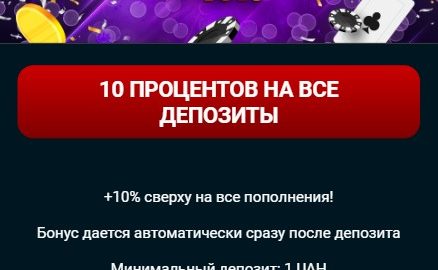 10 ПРОЦЕНТОВ НА ВСЕ
ДЕПОЗИТЫ
+10% сверху на все пополнения!
Бонус дается автоматически сразу после депозита
Минимальный депозит: 1 UAH